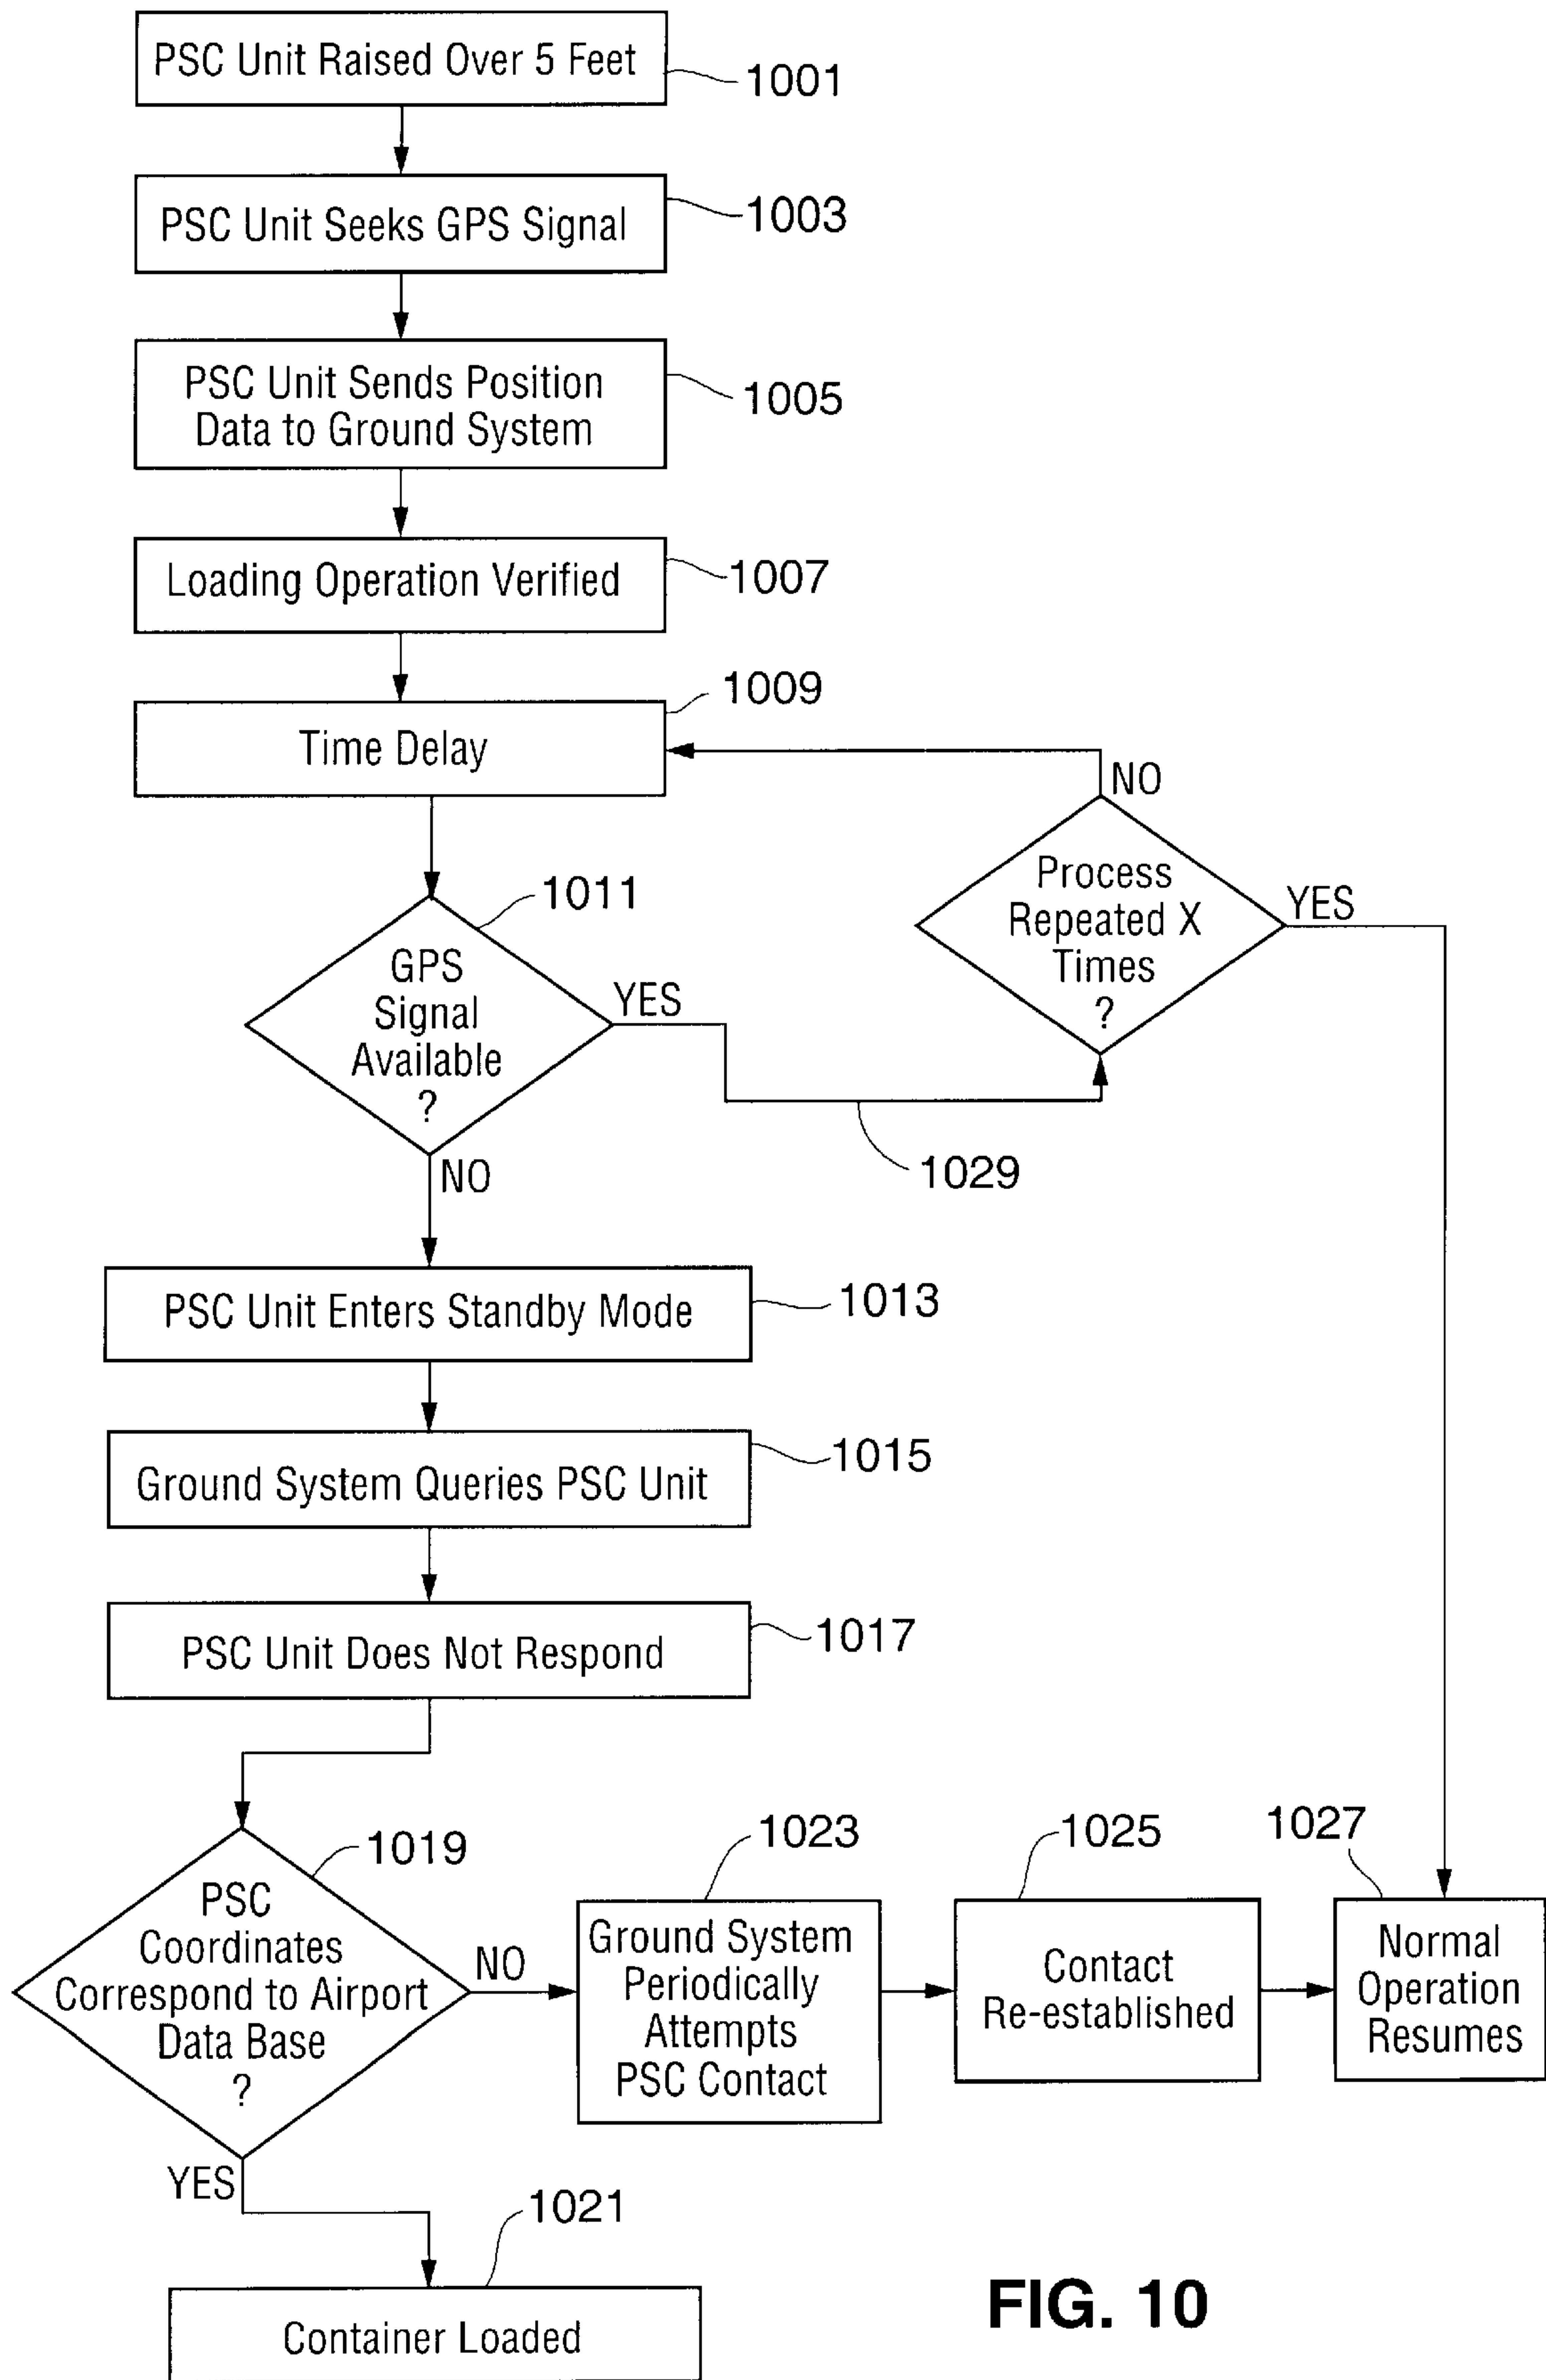 PSC Unit Raised Over 5 Feet
1001
PSC Unit Seeks GPS Signal
1003
PSC Unit Sends Position
Data to Ground System
1005
Loading Operation Verified
1007
1009
Time Delay
NO
Process
Repeated X
Times
?
YES
1011
GPS
Signal
Available
?
YES
1029
NO
PSC Unit Enters Standby Mode
1013
Ground System Queries PSC Unit
1015
PSC Unit Does Not Respond
1017
1019
PSC
Coordinates
Correspond to Airport
Data Base
?
NO
1023
Ground System
Periodically
Attempts
PSC Contact
1025
Contact
Re-established
1027
Normal
Operation
Resumes
YES
1021
Container Loaded
FIG. 10